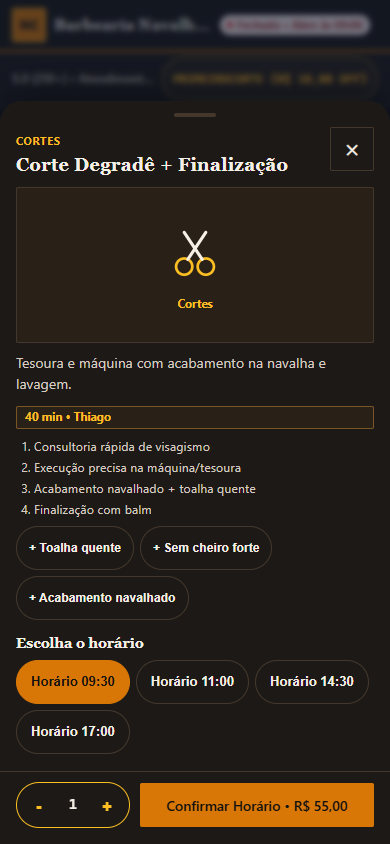 CORTES
Corte Degradê + Finalização
×
Cortes
Tesoura e máquina com acabamento na navalha e
lavagem.
40 min • Thiago
1. Consultoria rápida de visagismo
2. Execução precisa na máquina/tesoura
3. Acabamento navalhado + toalha quente
4. Finalização com balm
+ Toalha quente
+ Sem cheiro forte
+ Acabamento navalhado
Escolha o horário
Horário 09:30
Horário 11:00
Horário 14:30
Horário 17:00
- 1 +
Confirmar Horário • R$ 55,00